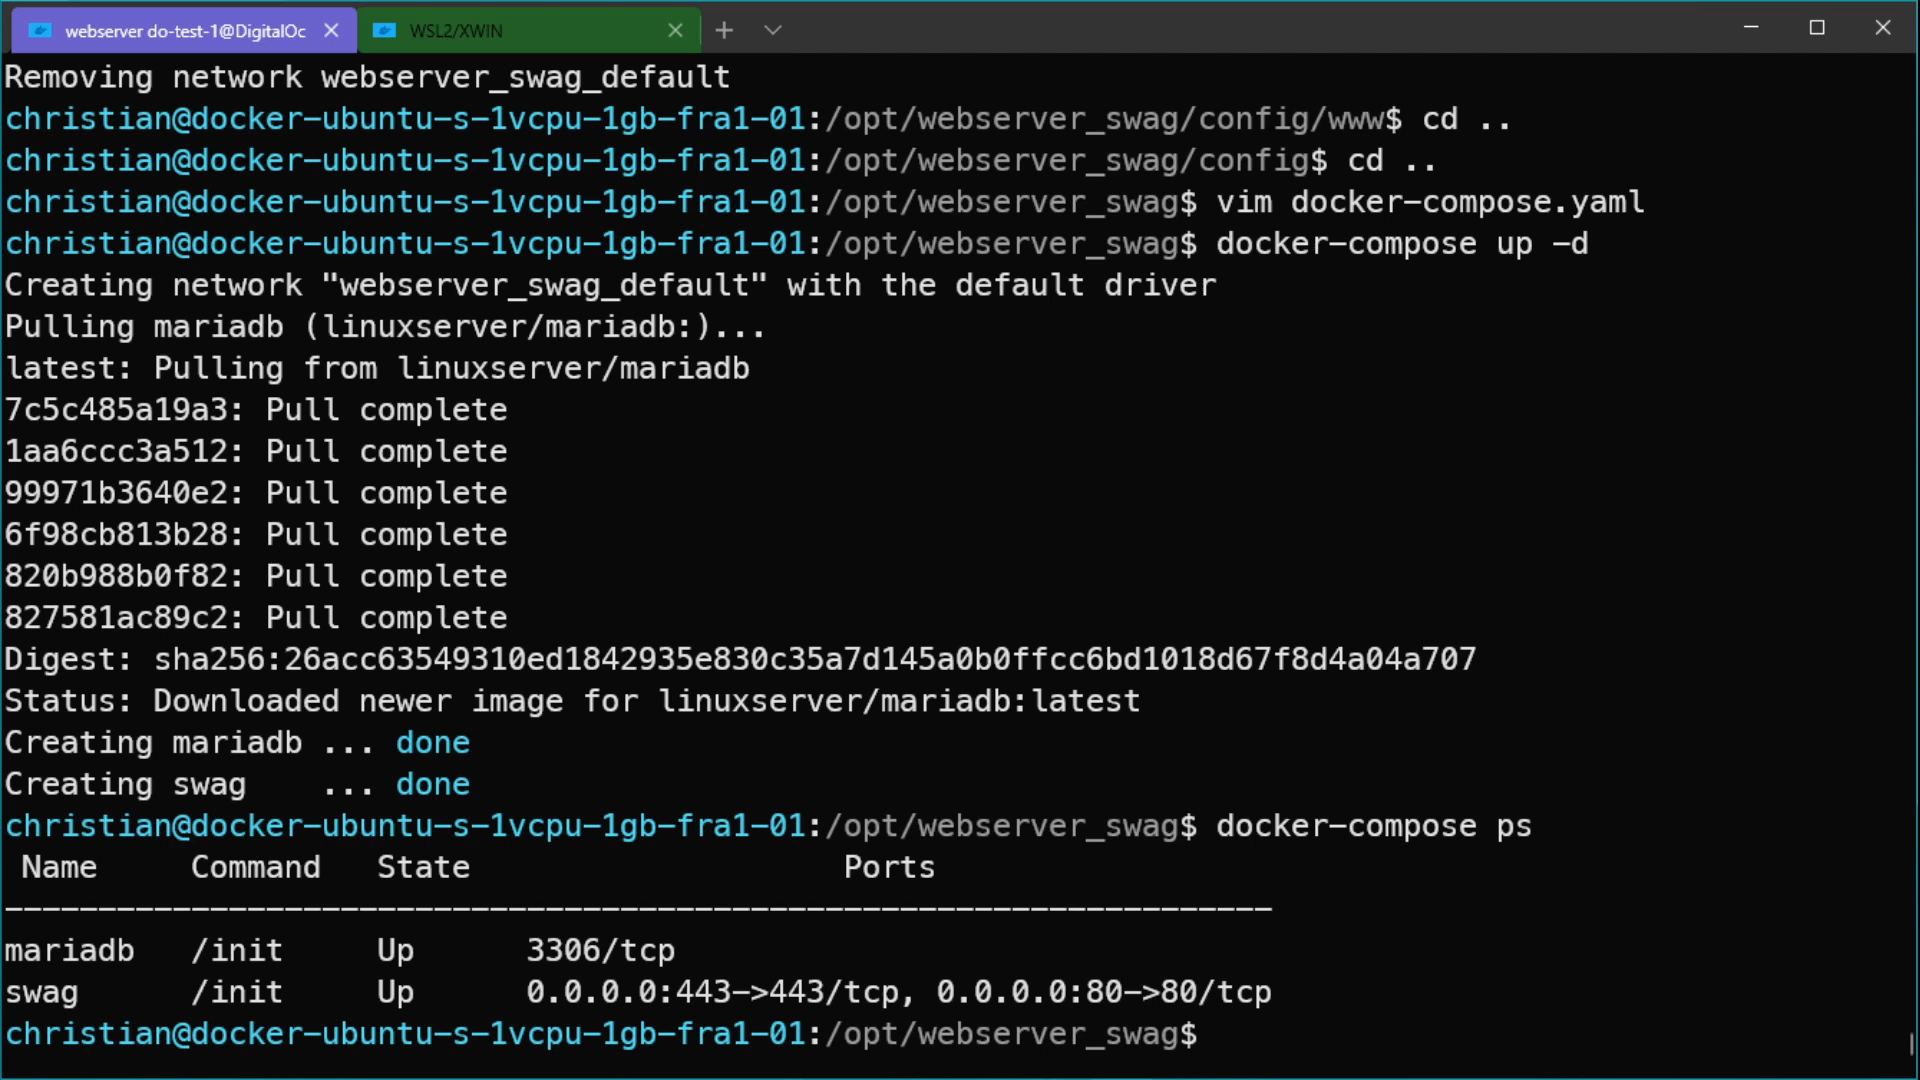 webserver do-test-1@DigitalOc
WSL2/XWIN
Removing network webserver_swag_default
christian@docker-ubuntu-s-1vcpu-1gb-fra1-01:/opt/webserver_swag/config/www$ cd ..
christian@docker-ubuntu-s-1vcpu-1gb-fra1-01:/opt/webserver_swag/config$ cd ..
christian@docker-ubuntu-s-1vcpu-1gb-fra1-01:/opt/webserver_swag$ vim docker-compose.yaml
christian@docker-ubuntu-s-1vcpu-1gb-fra1-01:/opt/webserver_swag$ docker-compose up -d
Creating network "webserver_swag_default" with the default driver
Pulling mariadb (linuxserver/mariadb:)...
latest: Pulling from linuxserver/mariadb
7c5c485a19a3: Pull complete
1aa6ccc3a512: Pull complete
99971b3640e2: Pull complete
6f98cb813b28: Pull complete
820b988b0f82: Pull complete
827581ac89c2: Pull complete
Digest: sha256:26acc63549310ed1842935e830c35a7d145a0b0ffcc6bd1018d67f8d4a04a707
Status: Downloaded newer image for linuxserver/mariadb:latest
Creating mariadb ... done
Creating swag    ... done
christian@docker-ubuntu-s-1vcpu-1gb-fra1-01:/opt/webserver_swag$ docker-compose ps
 Name     Command   State                    Ports
--------------------------------------------------------------------
mariadb   /init     Up      3306/tcp
swag      /init     Up      0.0.0.0:443->443/tcp, 0.0.0.0:80->80/tcp
christian@docker-ubuntu-s-1vcpu-1gb-fra1-01:/opt/webserver_swag$